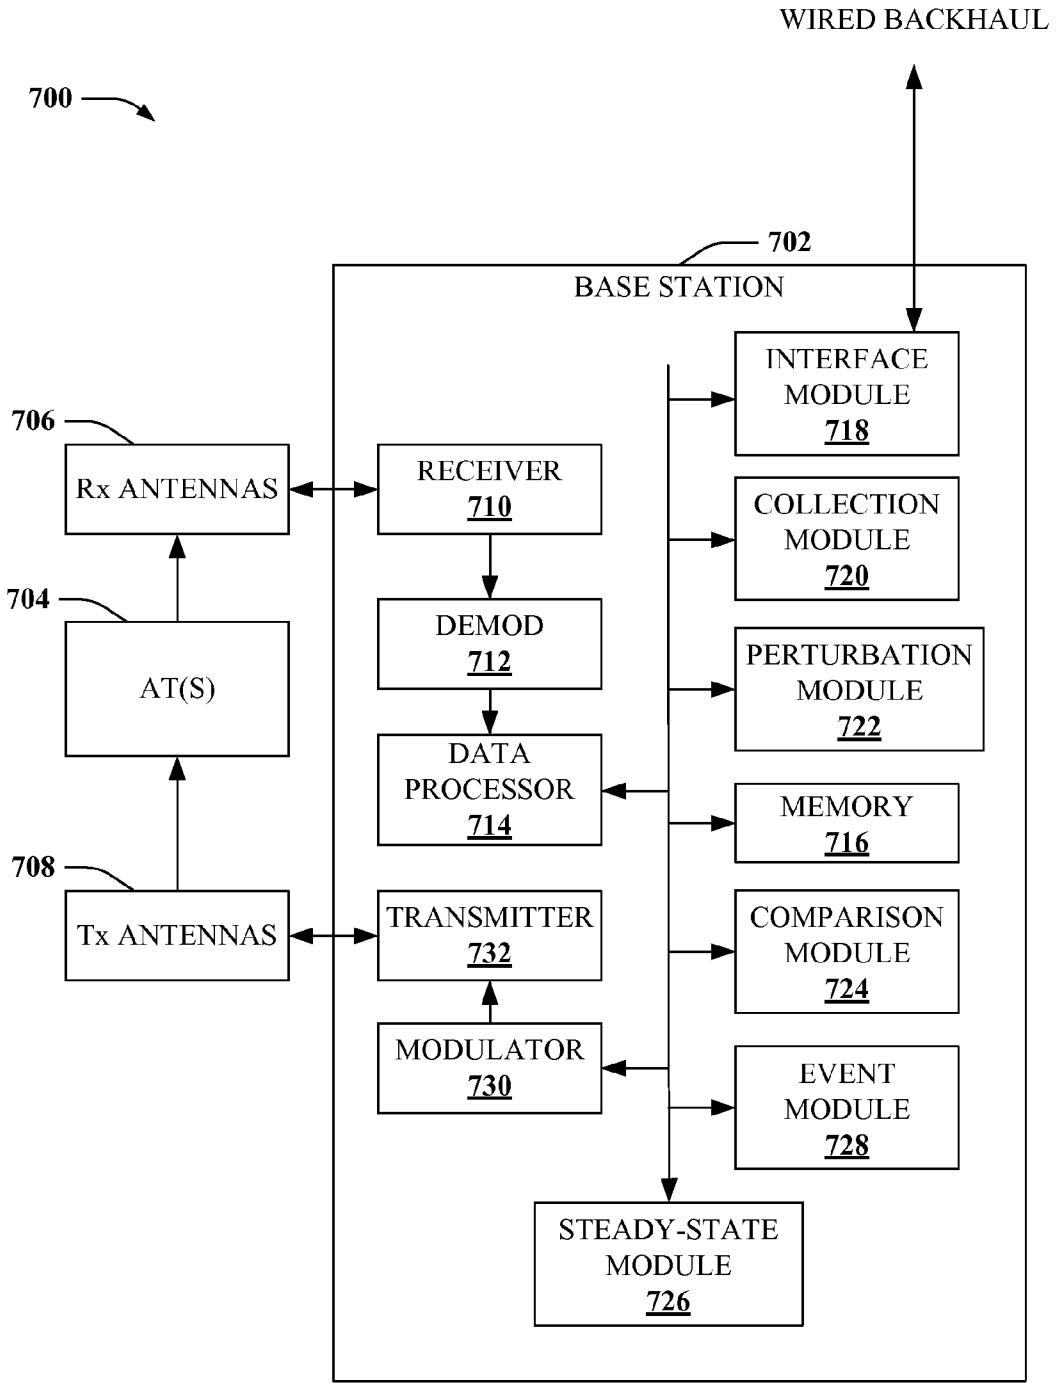 WIRED BACKHAUL
700
702
BASE STATION
INTERFACE
MODULE
718
706
Rx ANTENNAS
RECEIVER
710
COLLECTION
MODULE
720
704
AT(S)
DEMOD
712
PERTURBATION
MODULE
722
DATA
PROCESSOR
714
MEMORY
716
708
Tx ANTENNAS
TRANSMITTER
732
COMPARISON
MODULE
724
MODULATOR
730
EVENT
MODULE
728
STEADY-STATE
MODULE
726